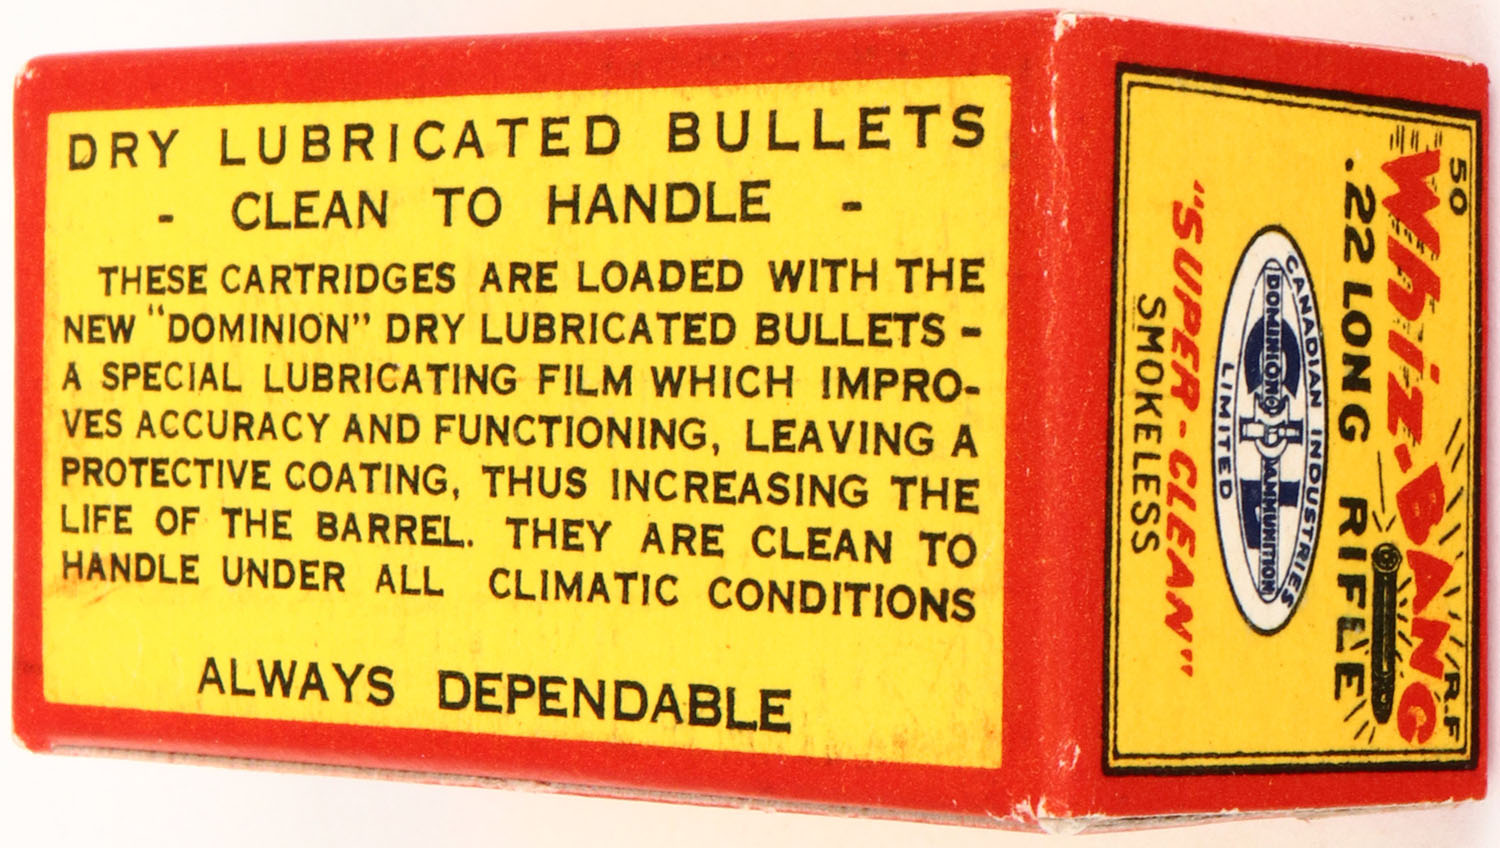 DRY LUBRICATED BULLETS
- CLEAN TO HANDLE -
THESE CARTRIDGES ARE LOADED WITH THE
NEW "DOMINION" DRY LUBRICATED BULLETS -
A SPECIAL LUBRICATING FILM WHICH IMPRO-
VES ACCURACY AND FUNCTIONING, LEAVING A
PROTECTIVE COATING, THUS INCREASING THE
LIFE OF THE BARREL. THEY ARE CLEAN TO
HANDLE UNDER ALL CLIMATIC CONDITIONS
ALWAYS DEPENDABLE
50 R.F
Whiz-BANG
.22 LONG RIFLE
CANADIAN INDUSTRIES
CIL
DOMINION AMMUNITION
LIMITED
"SUPER-CLEAN"
SMOKELESS